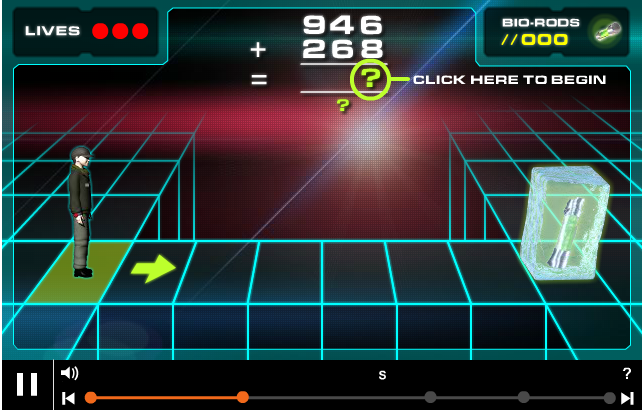 LIVES
946
+ 268
= ?
?
CLICK HERE TO BEGIN
BIO-RODS
//000
S
?